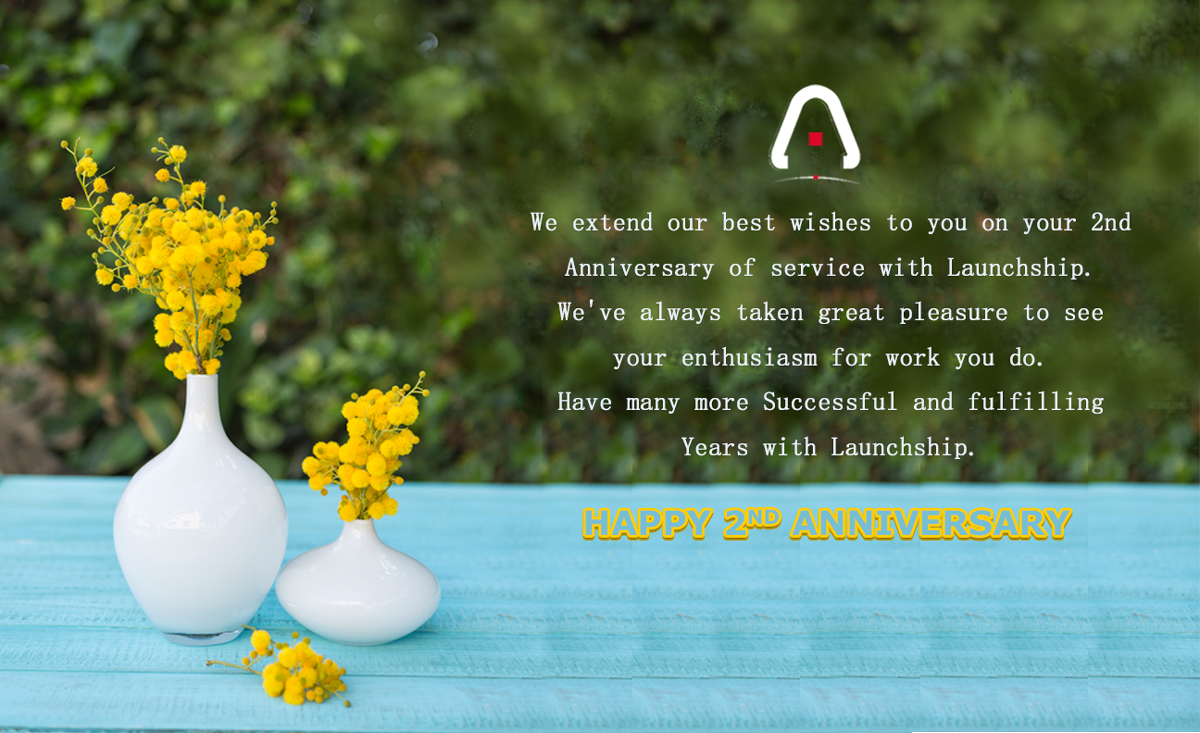 We extend our best wishes to you on your 2nd
Anniversary of service with Launchship.
We've always taken great pleasure to see
your enthusiasm for work you do.
Have many more Successful and fulfilling
Years with Launchship.
HAPPY 2ND ANNIVERSARY